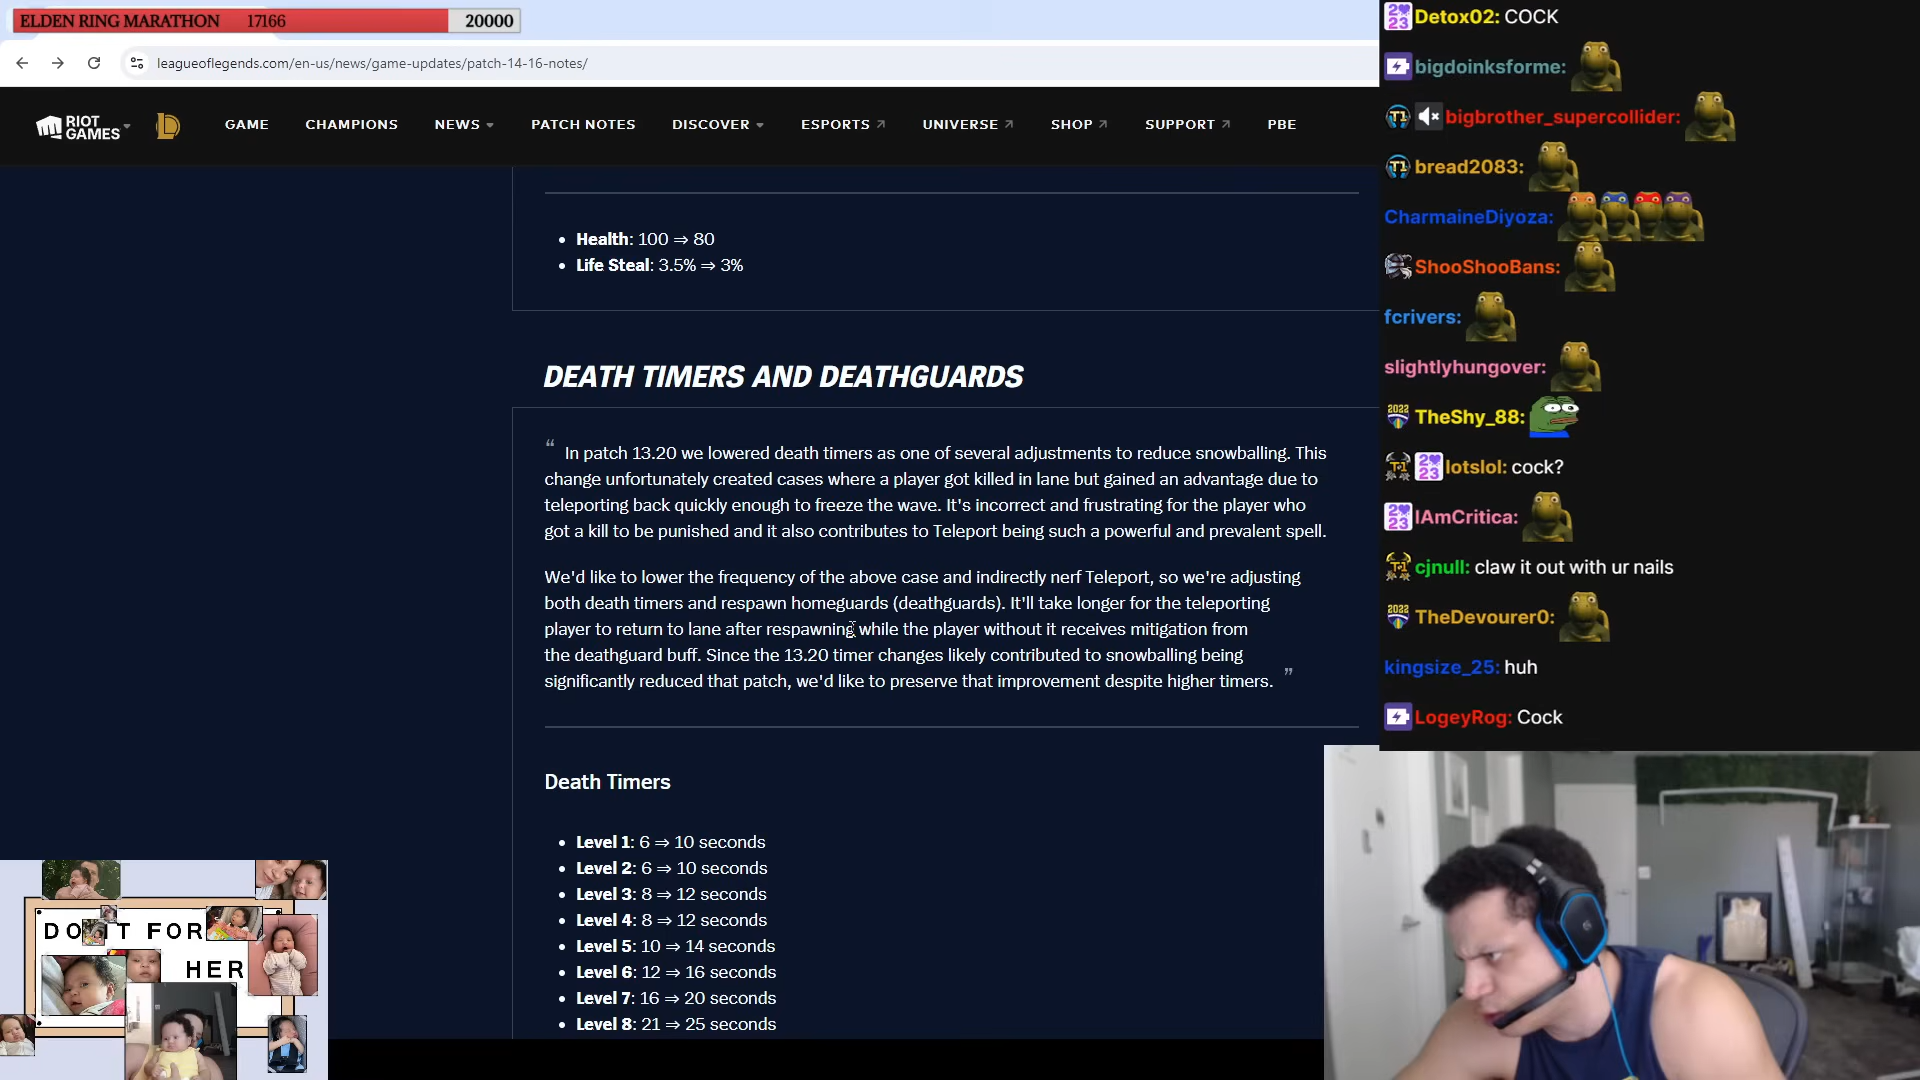 ELDEN RING MARATHON 17166 20000
leagueoflegends.com/en-us/news/game-updates/patch-14-16-notes/
RIOT GAMES
GAME CHAMPIONS NEWS PATCH NOTES DISCOVER ESPORTS UNIVERSE SHOP SUPPORT PBE
Health: 100 ⇒ 80
Life Steal: 3.5% ⇒ 3%
DEATH TIMERS AND DEATHGUARDS
“ In patch 13.20 we lowered death timers as one of several adjustments to reduce snowballing. This
change unfortunately created cases where a player got killed in lane but gained an advantage due to
teleporting back quickly enough to freeze the wave. It's incorrect and frustrating for the player who
got a kill to be punished and it also contributes to Teleport being such a powerful and prevalent spell.
We'd like to lower the frequency of the above case and indirectly nerf Teleport, so we're adjusting
both death timers and respawn homeguards (deathguards). It'll take longer for the teleporting
player to return to lane after respawning while the player without it receives mitigation from
the deathguard buff. Since the 13.20 timer changes likely contributed to snowballing being
significantly reduced that patch, we'd like to preserve that improvement despite higher timers. ”
Death Timers
Level 1: 6 ⇒ 10 seconds
Level 2: 6 ⇒ 10 seconds
Level 3: 8 ⇒ 12 seconds
Level 4: 8 ⇒ 12 seconds
Level 5: 10 ⇒ 14 seconds
Level 6: 12 ⇒ 16 seconds
Level 7: 16 ⇒ 20 seconds
Level 8: 21 ⇒ 25 seconds
Detox02: COCK
bigdoinksforme:
bigbrother_supercollider:
bread2083:
CharmaineDiyoza:
ShooShooBans:
fcrivers:
slightlyhungover:
TheShy_88:
lotslol: cock?
IAmCritica:
cjnull: claw it out with ur nails
TheDevourer0:
kingsize_25: huh
LogeyRog: Cock
DO IT FOR
HER